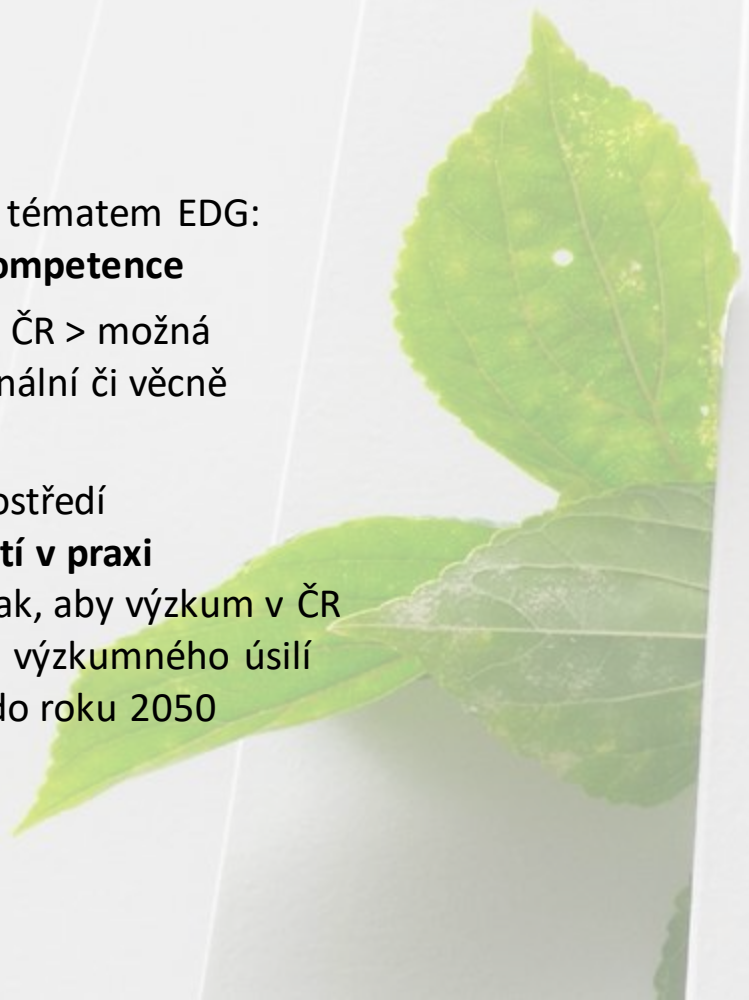 tématem EDG:
ompetence
ČR > možná
nální či věcně
ostředí
tí v praxi
ak, aby výzkum v ČR
výzkumného úsilí
do roku 2050